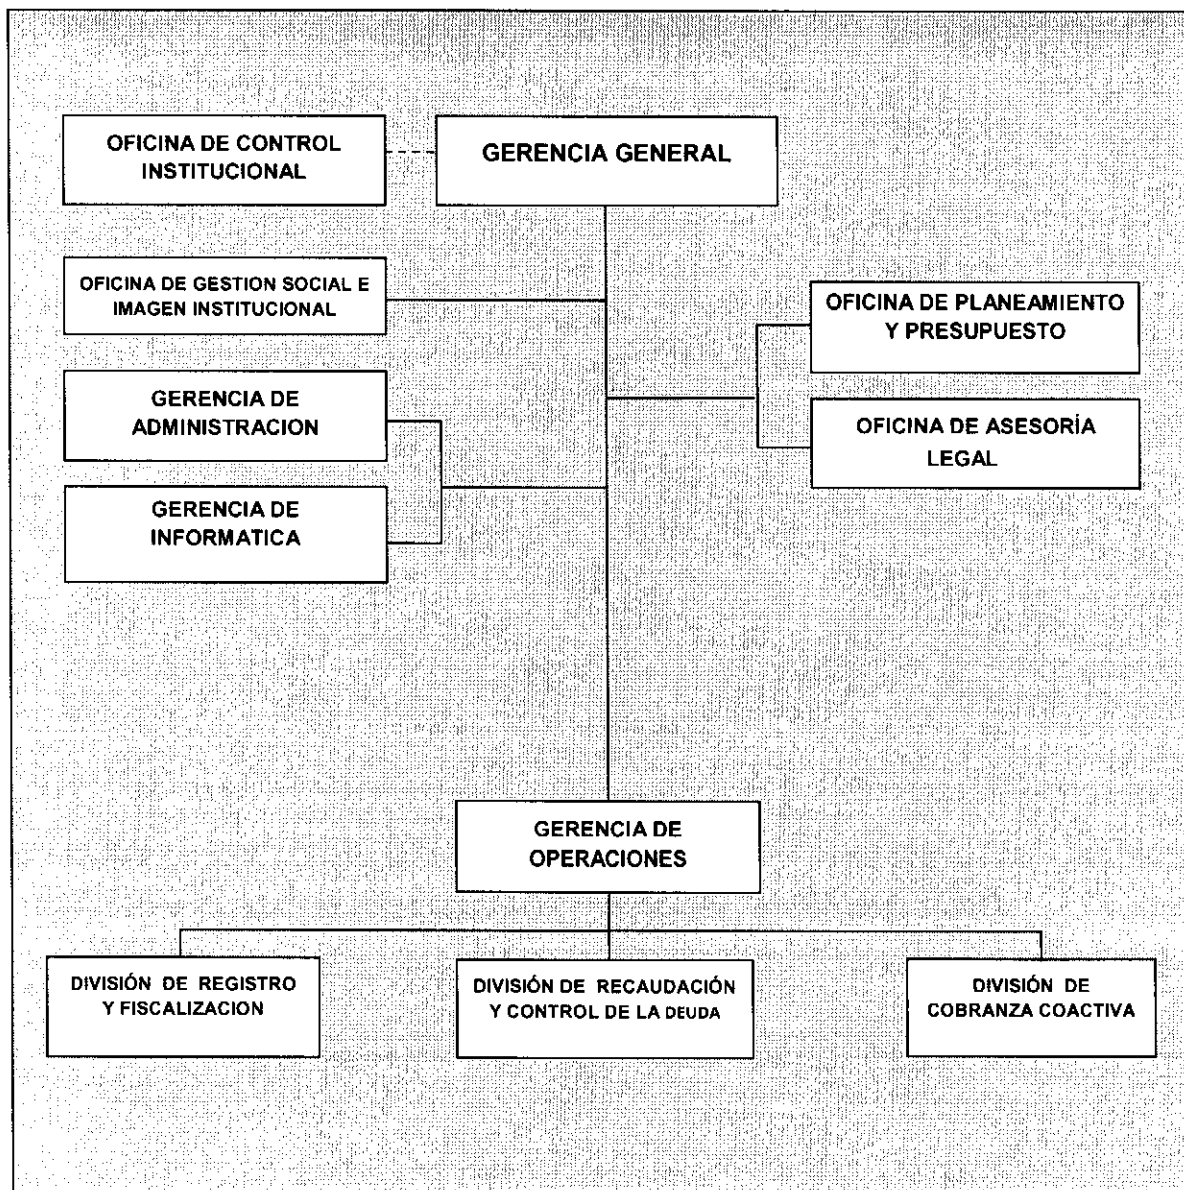 OFICINA DE CONTROL
INSTITUCIONAL
GERENCIA GENERAL
OFICINA DE GESTION SOCIAL E
IMAGEN INSTITUCIONAL
OFICINA DE PLANEAMIENTO
Y PRESUPUESTO
GERENCIA DE
ADMINISTRACION
OFICINA DE ASESORÍA
LEGAL
GERENCIA DE
INFORMATICA
GERENCIA DE
OPERACIONES
DIVISIÓN DE REGISTRO
Y FISCALIZACION
DIVISIÓN DE RECAUDACIÓN
Y CONTROL DE LA DEUDA
DIVISIÓN DE
COBRANZA COACTIVA